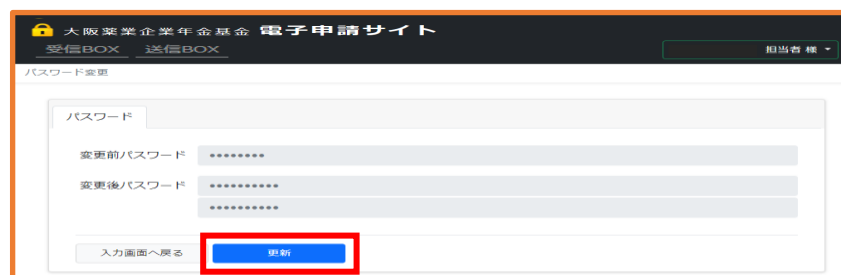 大阪薬業企業年金基金 電子申請サイト
受信BOX 送信BOX
担当者 様
パスワード変更
パスワード
変更前パスワード ••••••••
変更後パスワード ••••••••••
••••••••••
入力画面へ戻る 更新